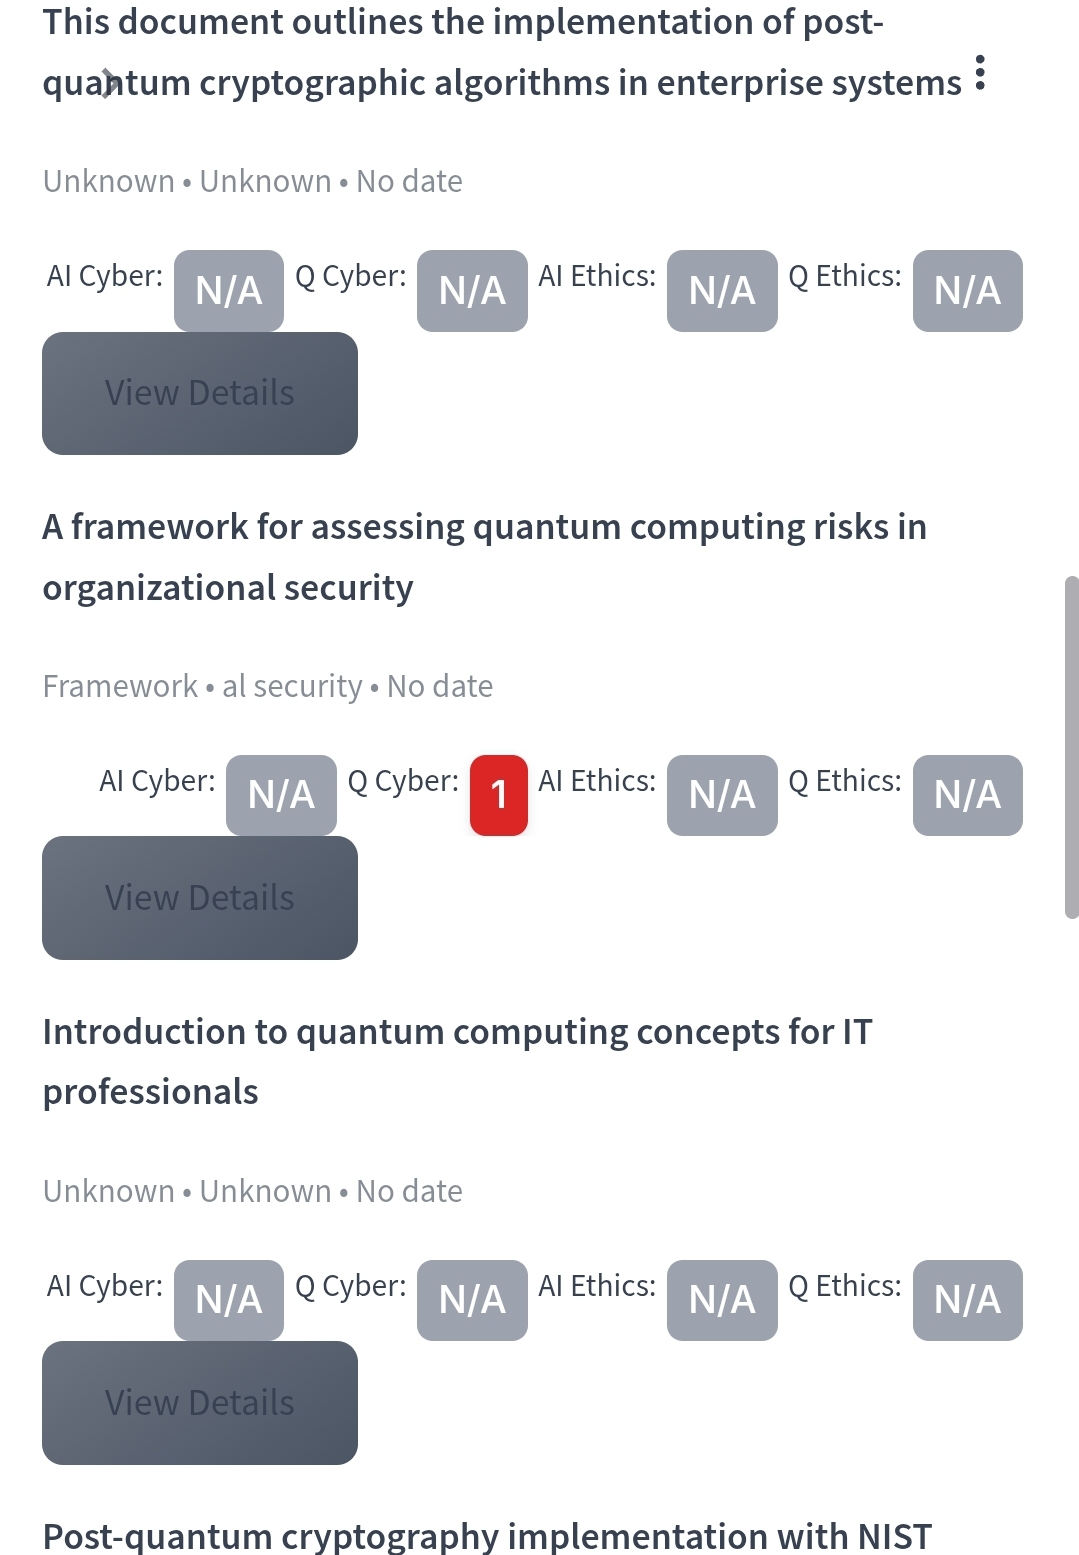 This document outlines the implementation of post-
quantum cryptographic algorithms in enterprise systems
Unknown • Unknown • No date
AI Cyber: N/A Q Cyber: N/A AI Ethics: N/A Q Ethics: N/A
View Details
A framework for assessing quantum computing risks in
organizational security
Framework • al security • No date
AI Cyber: N/A Q Cyber: 1 AI Ethics: N/A Q Ethics: N/A
View Details
Introduction to quantum computing concepts for IT
professionals
Unknown • Unknown • No date
AI Cyber: N/A Q Cyber: N/A AI Ethics: N/A Q Ethics: N/A
View Details
Post-quantum cryptography implementation with NIST